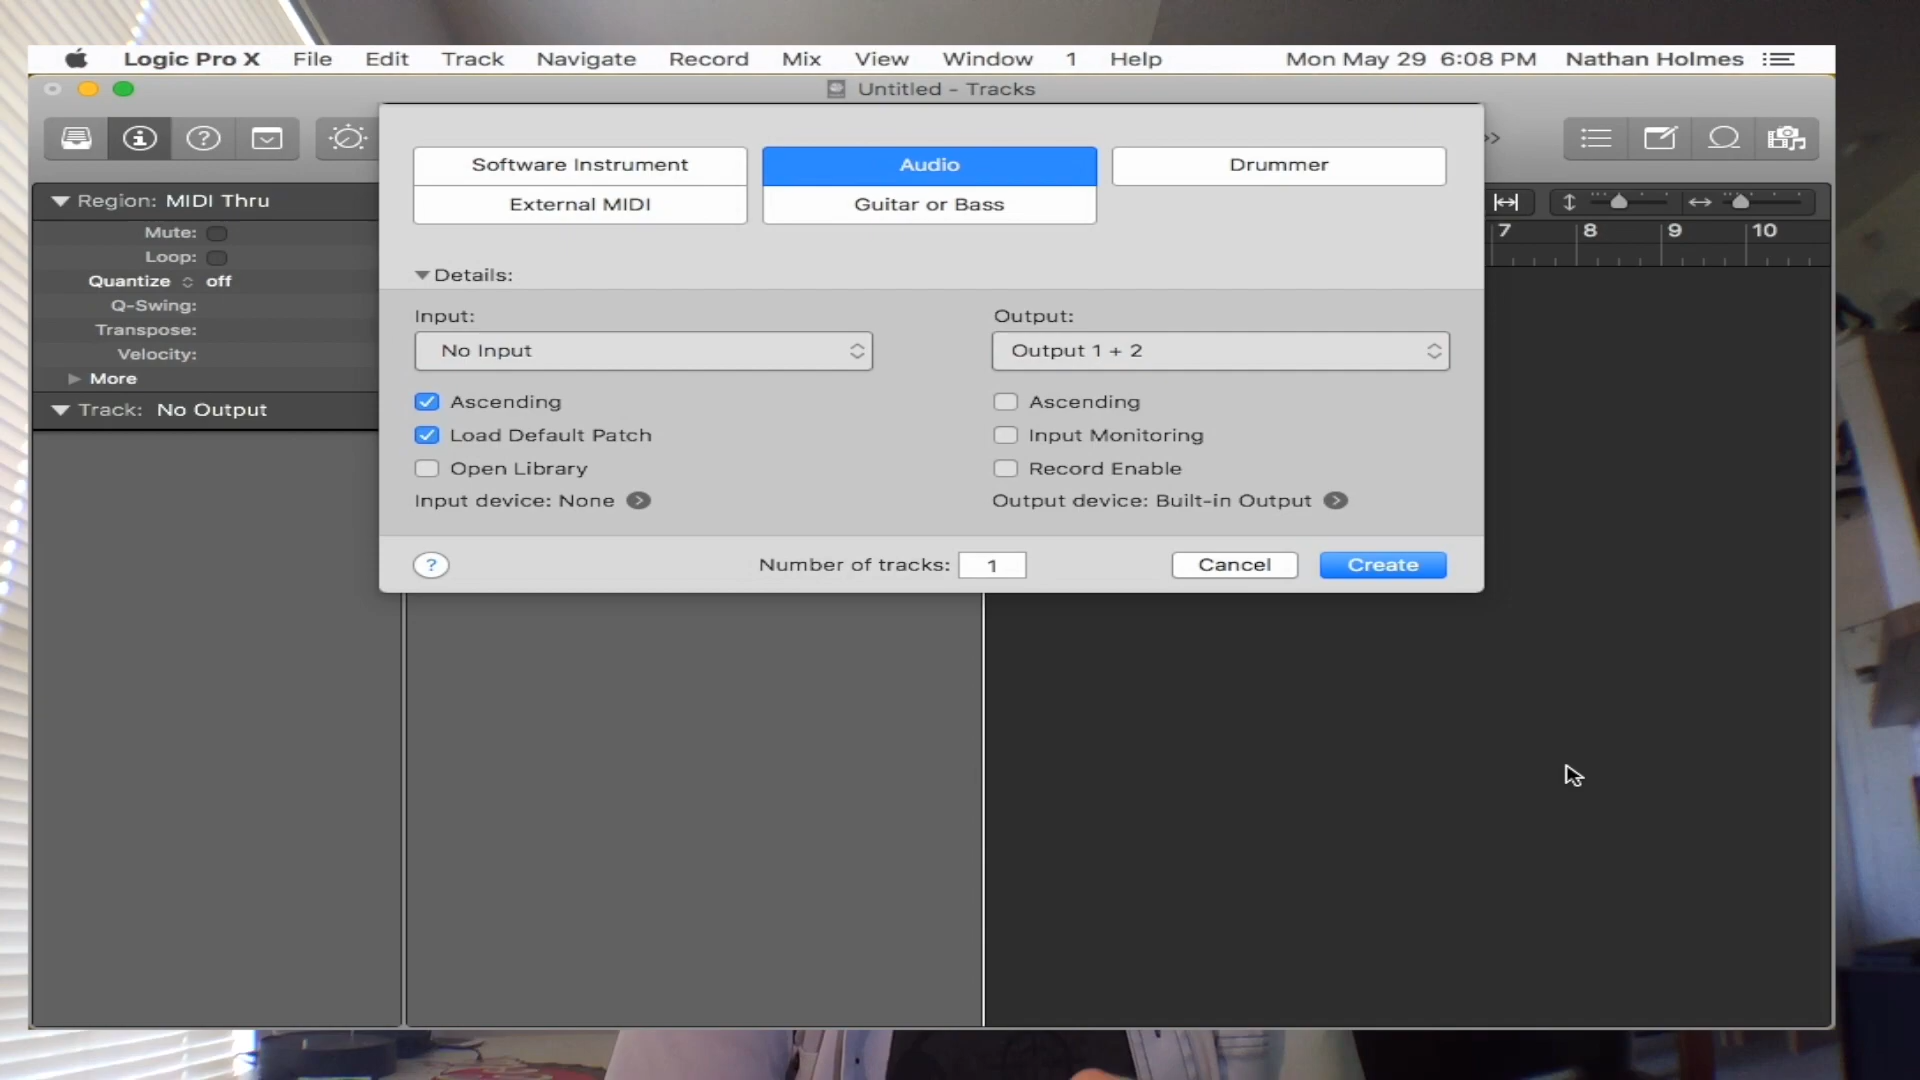 Logic Pro X File Edit Track Navigate Record Mix View Window 1 Help Mon May 29 6:08 PM Nathan Holmes
Untitled - Tracks
Software Instrument Audio Drummer
External MIDI Guitar or Bass
Region: MIDI Thru
Mute:
Loop:
Quantize off
Q-Swing:
Transpose:
Velocity:
More
Track: No Output
7 8 9 10
Details:
Input: Output:
No Input Output 1 + 2
Ascending Ascending
Load Default Patch Input Monitoring
Open Library Record Enable
Input device: None Output device: Built-in Output
? Number of tracks: 1 Cancel Create